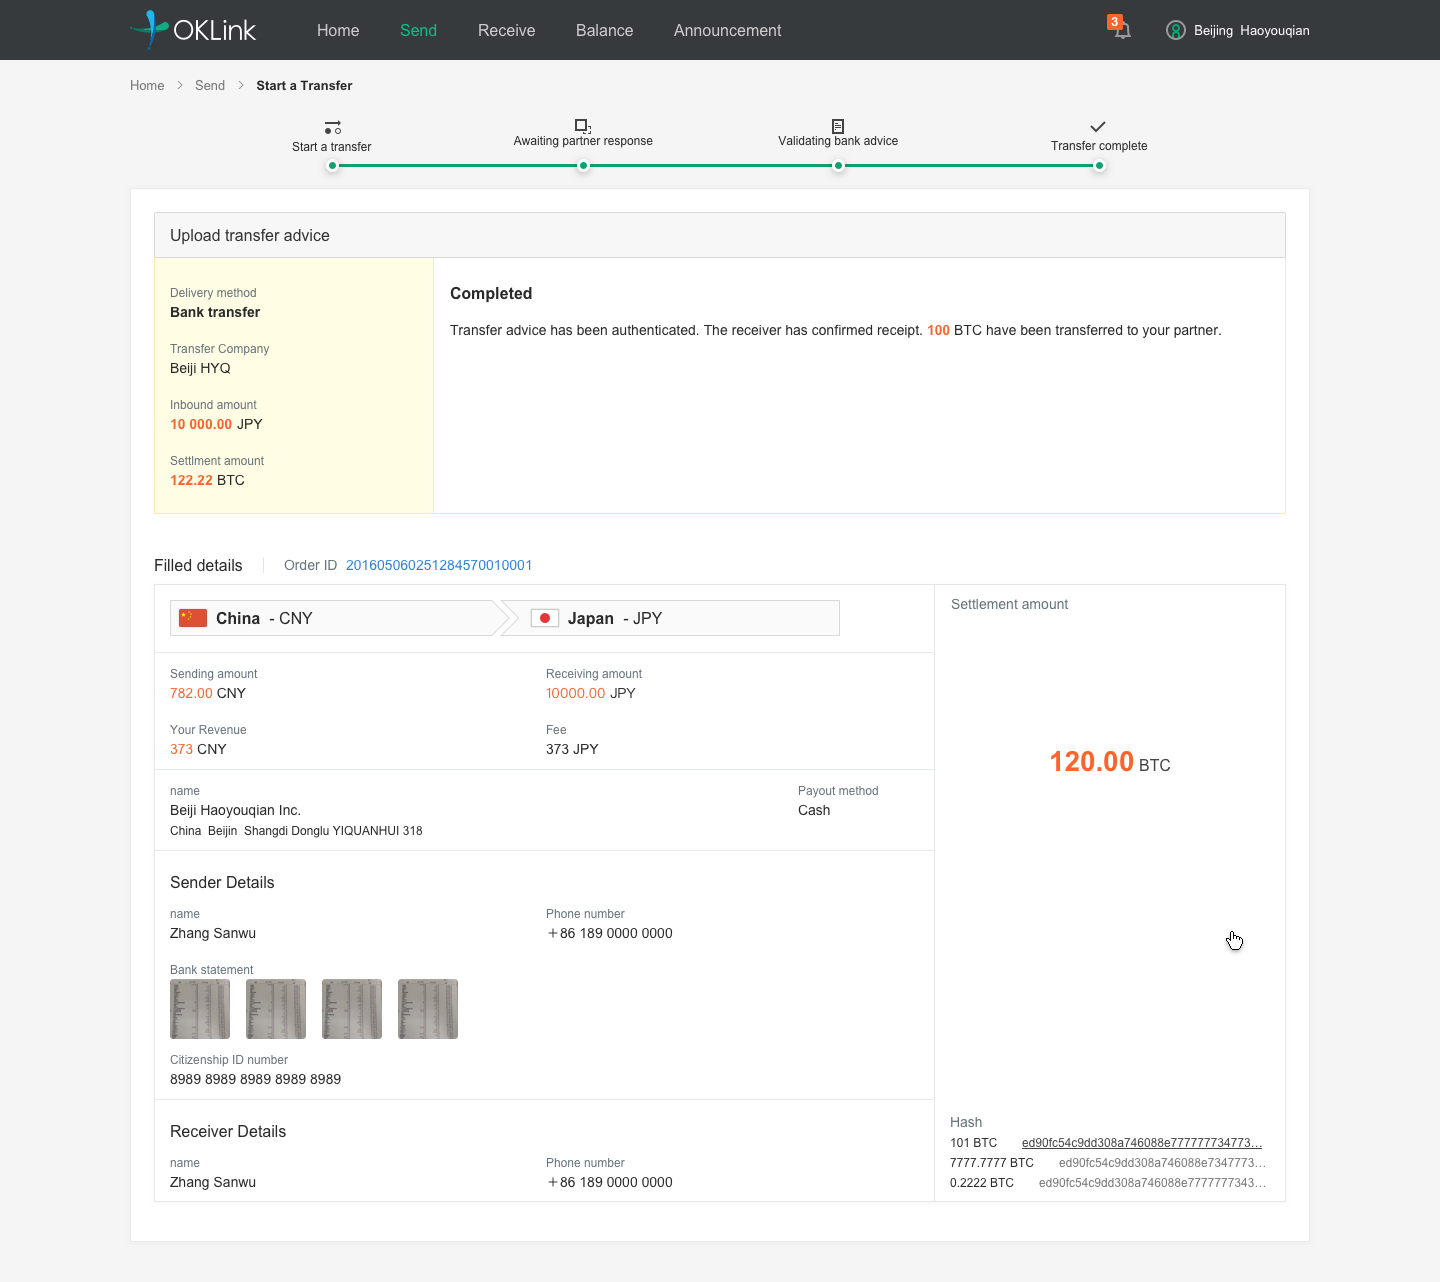 OKLink
Home Send Receive Balance Announcement
3
Beijing Haoyouqian
Home > Send > Start a Transfer
Start a transfer
Awaiting partner response
Validating bank advice
Transfer complete
Upload transfer advice
Delivery method
Bank transfer
Transfer Company
Beiji HYQ
Inbound amount
10 000.00 JPY
Settlment amount
122.22 BTC
Completed
Transfer advice has been authenticated. The receiver has confirmed receipt. 100 BTC have been transferred to your partner.
Filled details
Order ID 201605060251284570010001
China - CNY
Japan - JPY
Sending amount
782.00 CNY
Receiving amount
10000.00 JPY
Your Revenue
373 CNY
Fee
373 JPY
name
Beiji Haoyouqian Inc.
China Beijin Shangdi Donglu YIQUANHUI 318
Payout method
Cash
Sender Details
name
Zhang Sanwu
Phone number
+86 189 0000 0000
Bank statement
Citizenship ID number
8989 8989 8989 8989 8989
Receiver Details
name
Zhang Sanwu
Phone number
+86 189 0000 0000
Settlement amount
120.00 BTC
Hash
101 BTC ed90fc54c9dd308a746088e777777734773...
7777.7777 BTC ed90fc54c9dd308a746088e7347773...
0.2222 BTC ed90fc54c9dd308a746088e7777777343...